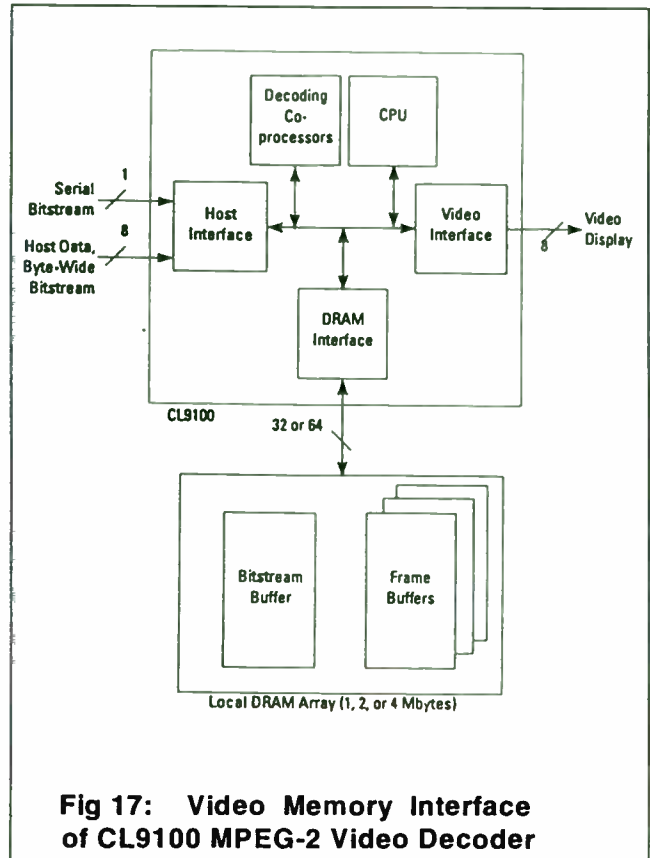 Decoding
Co-
processors
CPU
1
Serial
Bitstream
8
Host Data,
Byte-Wide
Bitstream
Host
Interface
Video
Interface
8
Video
Display
DRAM
Interface
CL9100
32 or 64
Bitstream
Buffer
Frame
Buffers
Local DRAM Array (1, 2, or 4 Mbytes)
Fig 17: Video Memory Interface
of CL9100 MPEG-2 Video Decoder